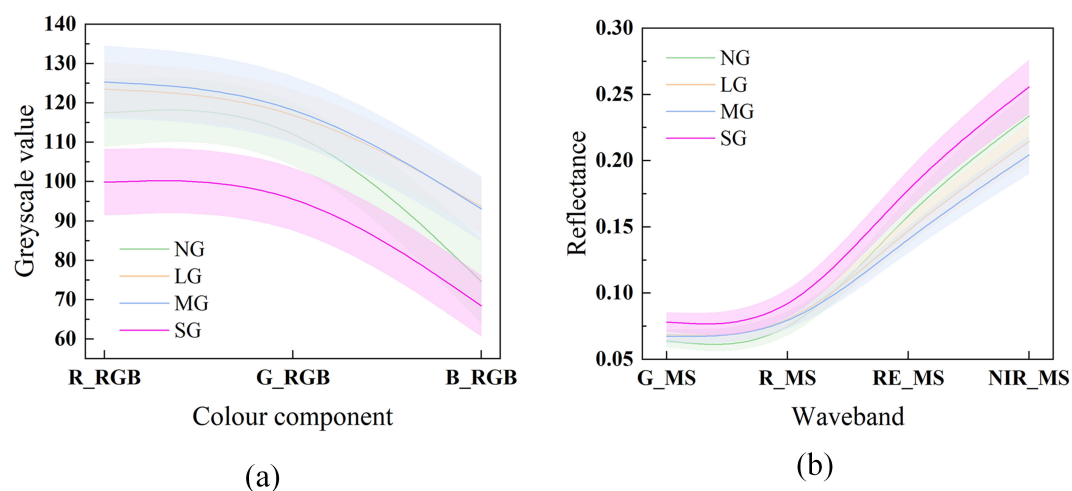 140
130
120
110
100
90
80
70
60
Greyscale value
NG
LG
MG
SG
R_RGB G_RGB B_RGB
Colour component
(a)
0.30
0.25
0.20
0.15
0.10
0.05
Reflectance
NG
LG
MG
SG
G_MS R_MS RE_MS NIR_MS
Waveband
(b)